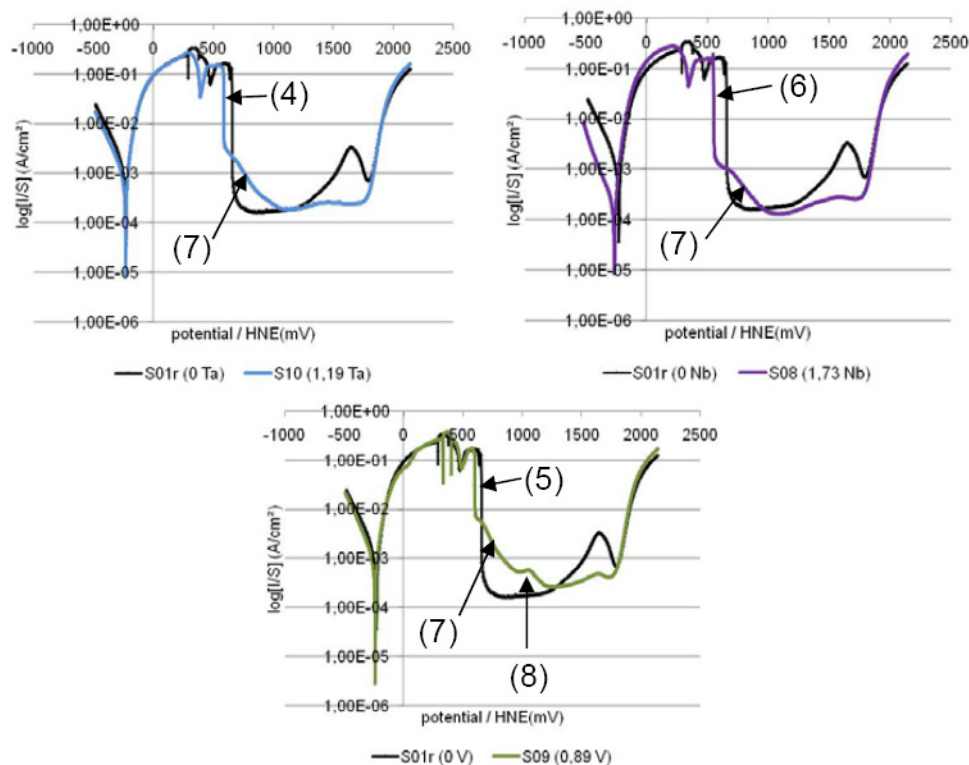 1,00E+00
-1000 -500 0 500 1000 1500 2000 2500
1,00E-01
1,00E-02
1,00E-03
1,00E-04
1,00E-05
1,00E-06
log[I/S] (A/cm²)
(4)
(7)
potential / HNE(mV)
S01r (0 Ta) S10 (1,19 Ta)
1,00E+00
-1000 -500 0 500 1000 1500 2000 2500
1,00E-01
1,00E-02
1,00E-03
1,00E-04
1,00E-05
1,00E-06
log[I/S] (A/cm²)
(6)
(7)
potential / HNE(mV)
S01r (0 Nb) S08 (1,73 Nb)
1,00E+00
-1000 -500 0 500 1000 1500 2000 2500
1,00E-01
1,00E-02
1,00E-03
1,00E-04
1,00E-05
1,00E-06
log[I/S] (A/cm²)
(5)
(7)
(8)
potential / HNE(mV)
S01r (0 V) S09 (0,89 V)